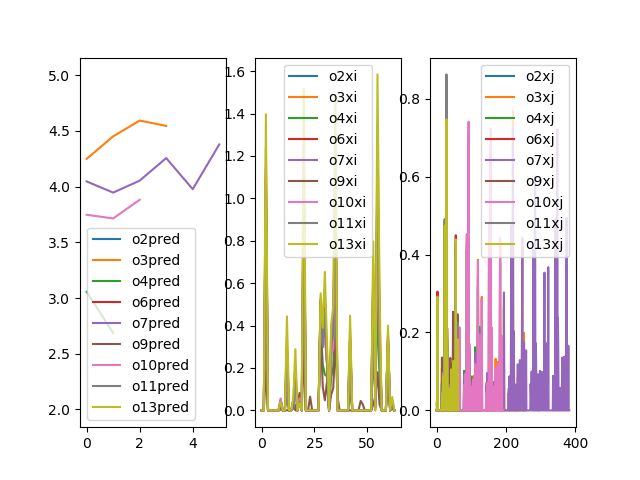 5.0
4.5
4.0
3.5
3.0
2.5
2.0
0
2
4
o2pred
o3pred
o4pred
o6pred
o7pred
o9pred
o10pred
o11pred
o13pred
1.6
1.4
1.2
1.0
0.8
0.6
0.4
0.2
0.0
0
25
50
o2xi
o3xi
o4xi
o6xi
o7xi
o9xi
o10xi
o11xi
o13xi
0.8
0.6
0.4
0.2
0.0
0
200
400
o2xj
o3xj
o4xj
o6xj
o7xj
o9xj
o10xj
o11xj
o13xj